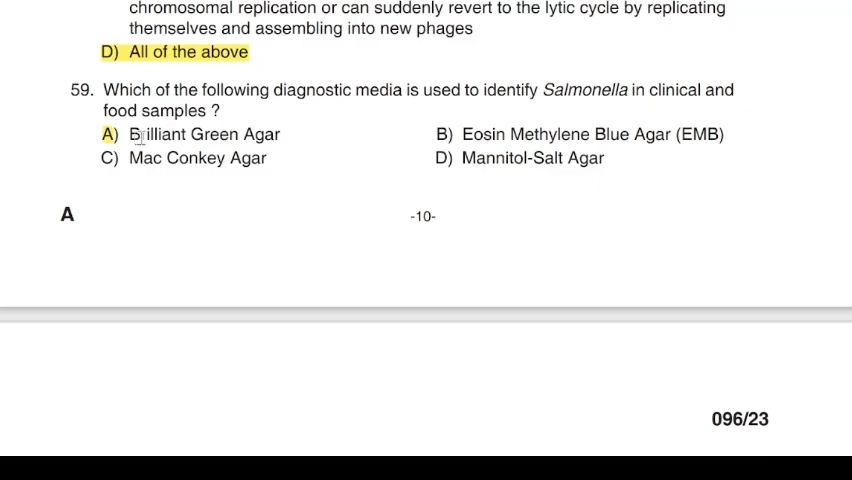 chromosomal replication or can suddenly revert to the lytic cycle by replicating
themselves and assembling into new phages
D) All of the above
59. Which of the following diagnostic media is used to identify Salmonella in clinical and
food samples ?
A) Brilliant Green Agar B) Eosin Methylene Blue Agar (EMB)
C) Mac Conkey Agar D) Mannitol-Salt Agar
A -10-
096/23